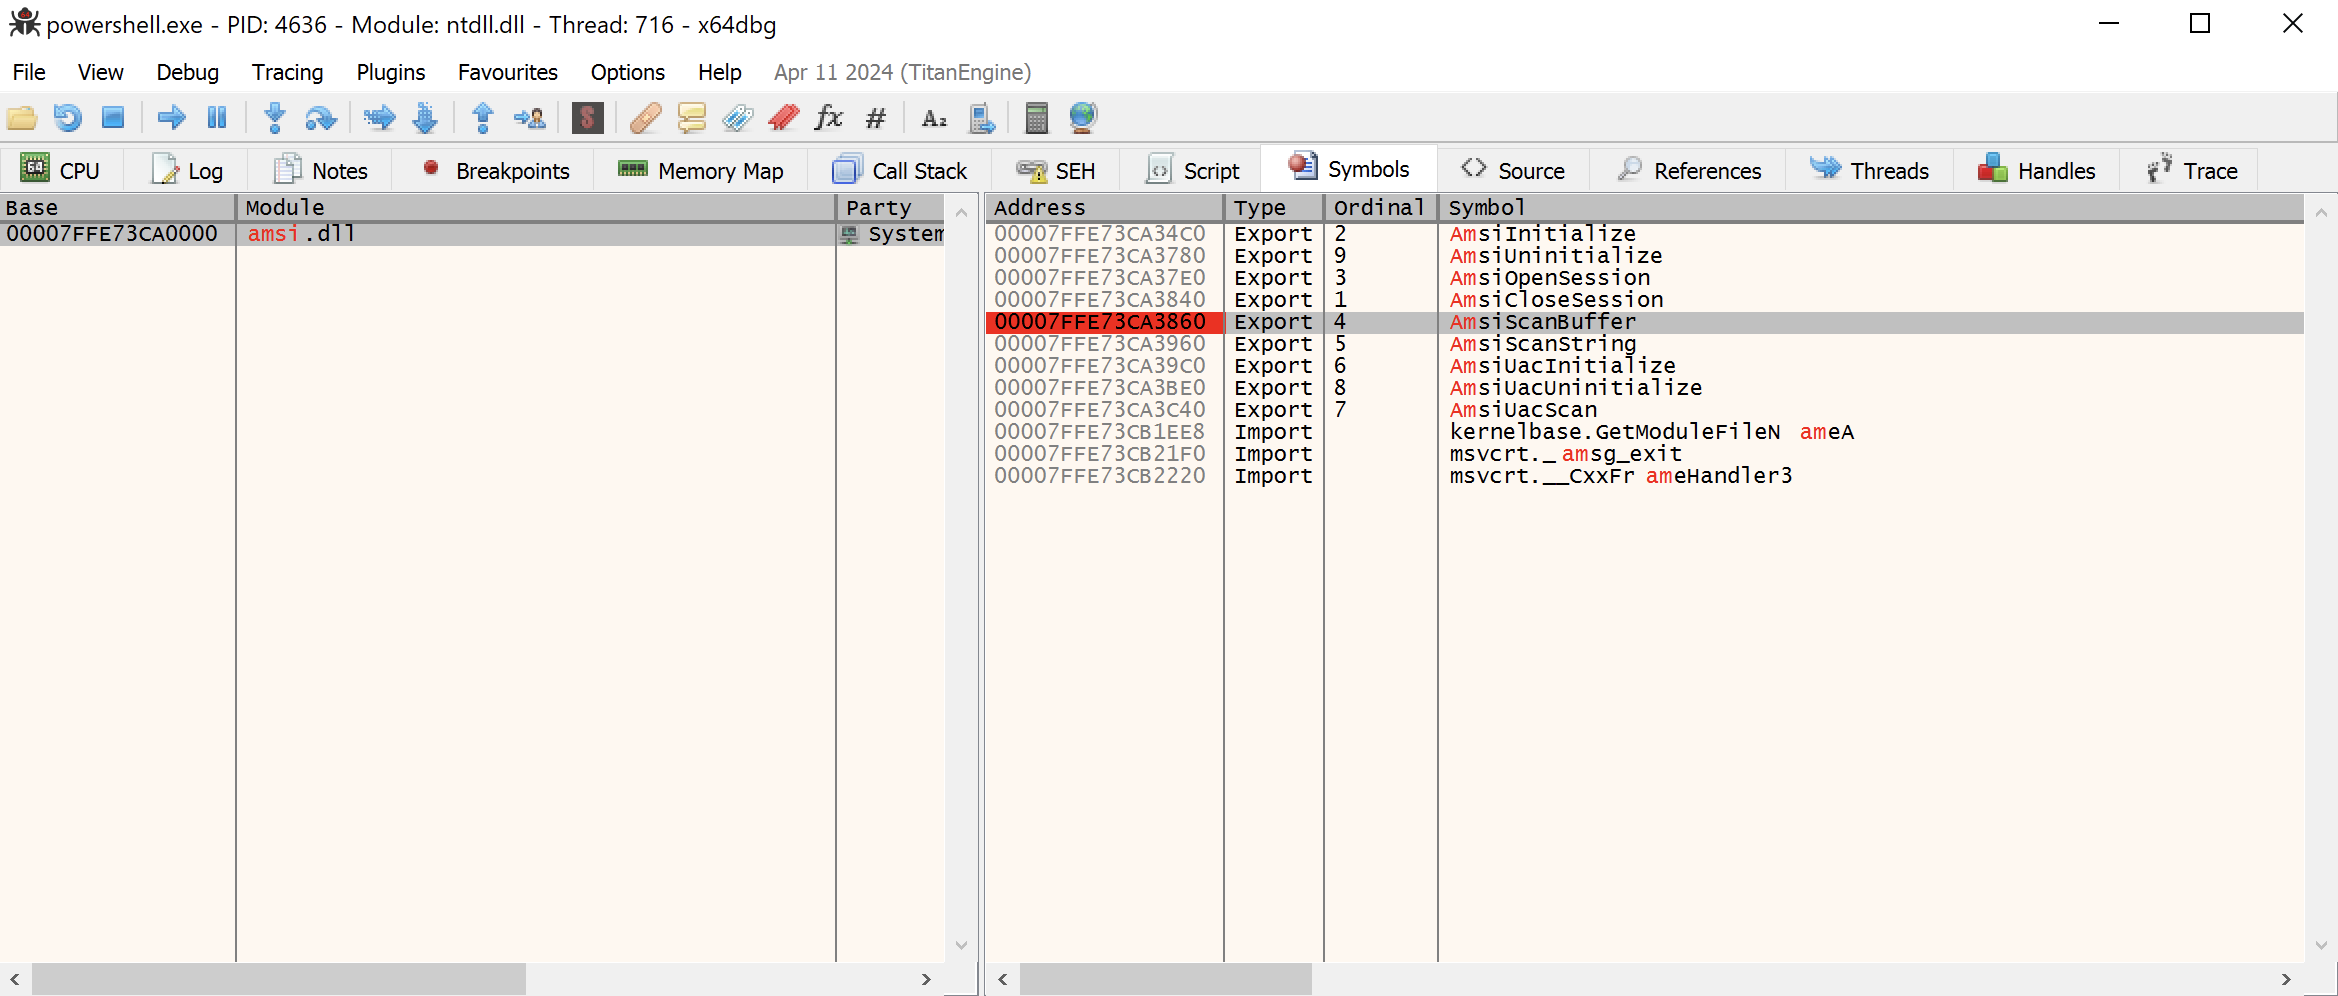 powershell.exe - PID: 4636 - Module: ntdll.dll - Thread: 716 - x64dbg
File View Debug Tracing Plugins Favourites Options Help Apr 11 2024 (TitanEngine)
CPU Log Notes Breakpoints Memory Map Call Stack SEH Script Symbols Source References Threads Handles Trace
Base Module Party
00007FFE73CA0000 amsi.dll System
Address Type Ordinal Symbol
00007FFE73CA34C0 Export 2 AmsiInitialize
00007FFE73CA3780 Export 9 AmsiUninitialize
00007FFE73CA37E0 Export 3 AmsiOpenSession
00007FFE73CA3840 Export 1 AmsiCloseSession
00007FFE73CA3860 Export 4 AmsiScanBuffer
00007FFE73CA3960 Export 5 AmsiScanString
00007FFE73CA39C0 Export 6 AmsiUacInitialize
00007FFE73CA3BE0 Export 8 AmsiUacUninitialize
00007FFE73CA3C40 Export 7 AmsiUacScan
00007FFE73CB1EE8 Import kernelbase.GetModuleFileNameA
00007FFE73CB21F0 Import msvcrt._amsg_exit
00007FFE73CB2220 Import msvcrt.__CxxFrameHandler3